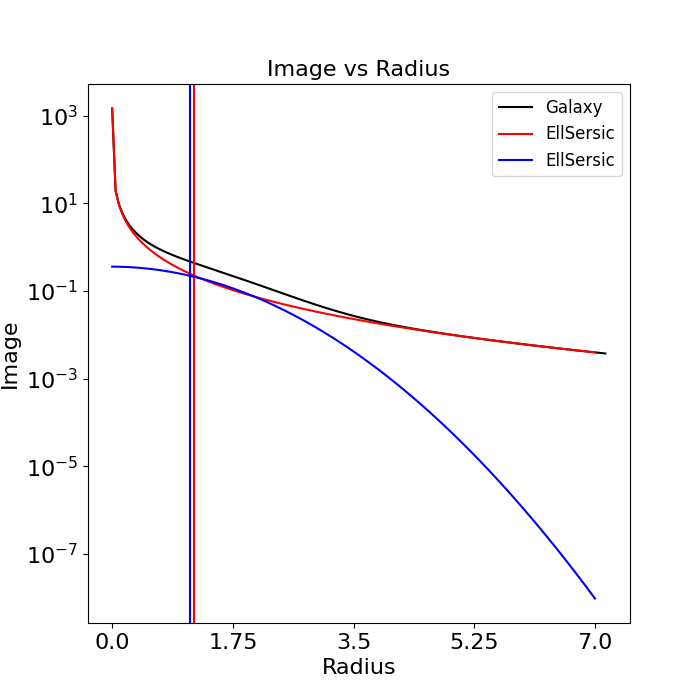 Image vs Radius
Galaxy
EllSersic
EllSersic
Image
10³
10¹
10⁻¹
10⁻³
10⁻⁵
10⁻⁷
0.0 1.75 3.5 5.25 7.0
Radius